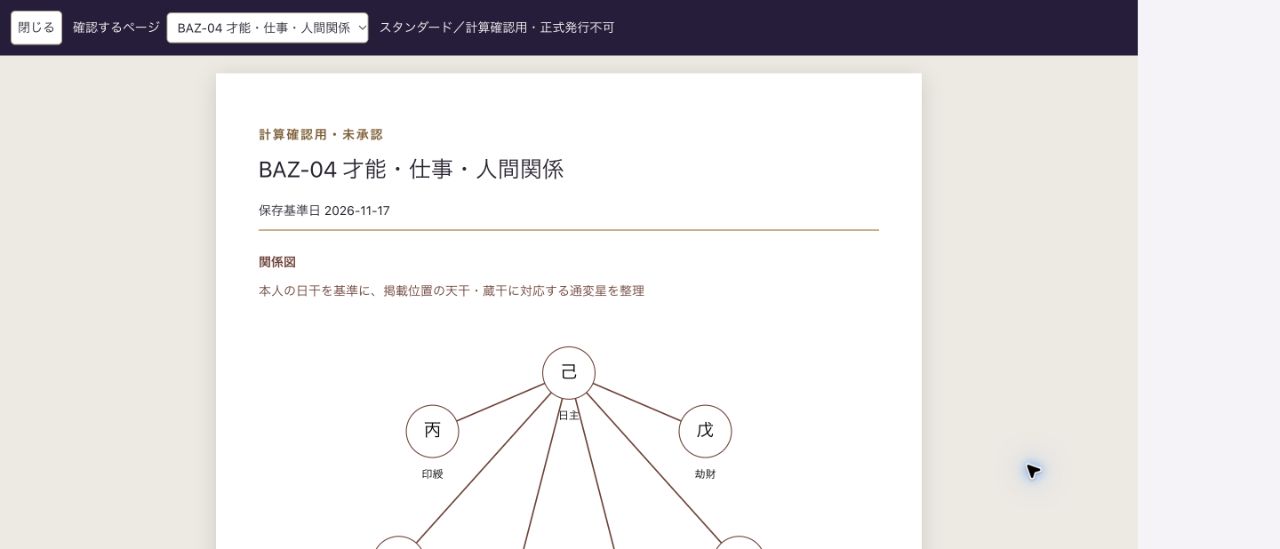 閉じる 確認するページ BAZ-04 才能・仕事・人間関係 スタンダード／計算確認用・正式発行不可
計算確認用・未承認
BAZ-04 才能・仕事・人間関係
保存基準日 2026-11-17
関係図
本人の日干を基準に、掲載位置の天干・蔵干に対応する通変星を整理
己
日主
丙
戊
印綬
劫財